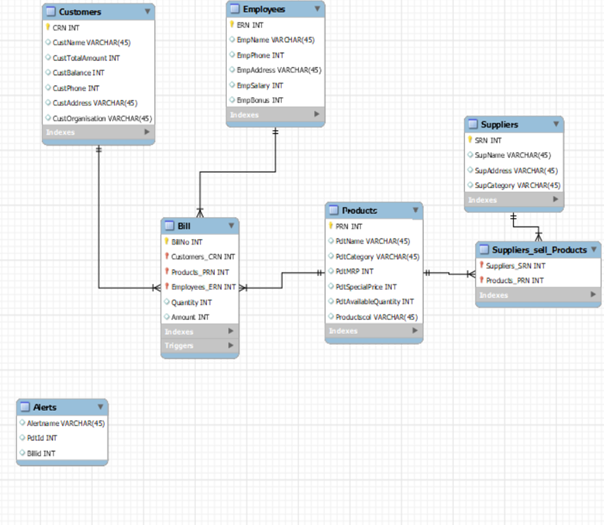 Customers
CRN INT
CustName VARCHAR(45)
CustTotalAmount INT
CustBalance INT
CustPhone INT
CustAddress VARCHAR(45)
CustOrganisation VARCHAR(45)
Indexes
Employees
ERN INT
EmpName VARCHAR(45)
EmpPhone INT
EmpAddress VARCHAR(45)
EmpSalary INT
EmpBonus INT
Indexes
Suppliers
SRN INT
SupName VARCHAR(45)
SupAddress VARCHAR(45)
SupCategory VARCHAR(45)
Indexes
Bill
BillNo INT
Customers_CRN INT
Products_PRN INT
Employees_ERN INT
Quantity INT
Amount INT
Indexes
Triggers
Products
PRN INT
PdtName VARCHAR(45)
PdtCategory VARCHAR(45)
PdtMRP INT
PdtSpecialPrice INT
PdtAvailableQuantity INT
Productscol VARCHAR(45)
Indexes
Suppliers_sell_Products
Suppliers_SRN INT
Products_PRN INT
Indexes
Alerts
Alertname VARCHAR(45)
PdtId INT
BillId INT